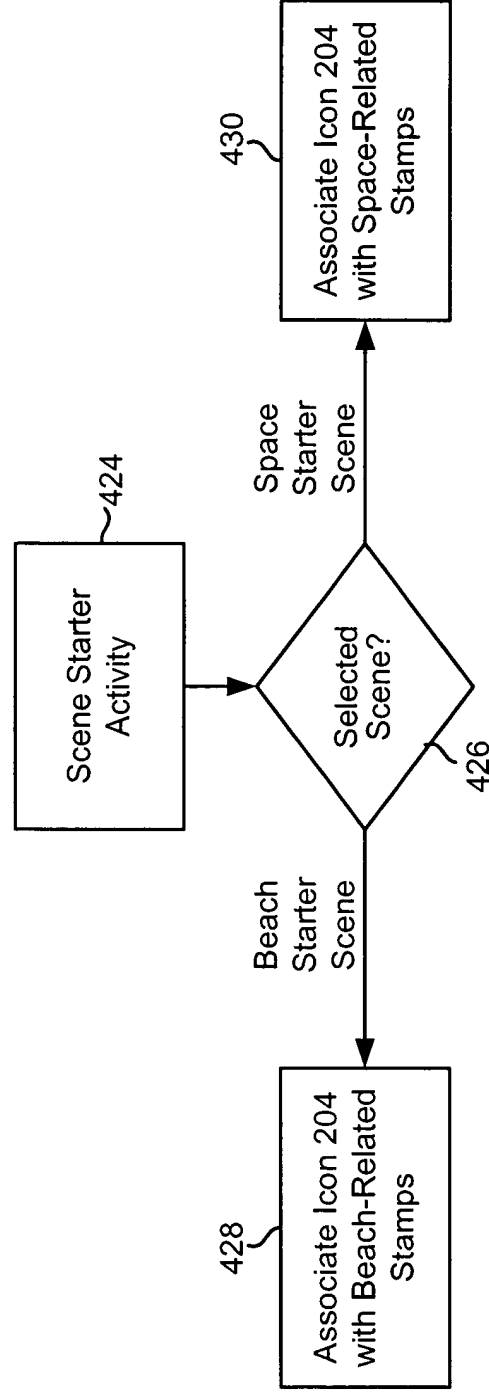 424
Scene Starter
Activity
Selected
Scene?
426
Beach
Starter
Scene
Space
Starter
Scene
428
Associate Icon 204
with Beach-Related
Stamps
430
Associate Icon 204
with Space-Related
Stamps